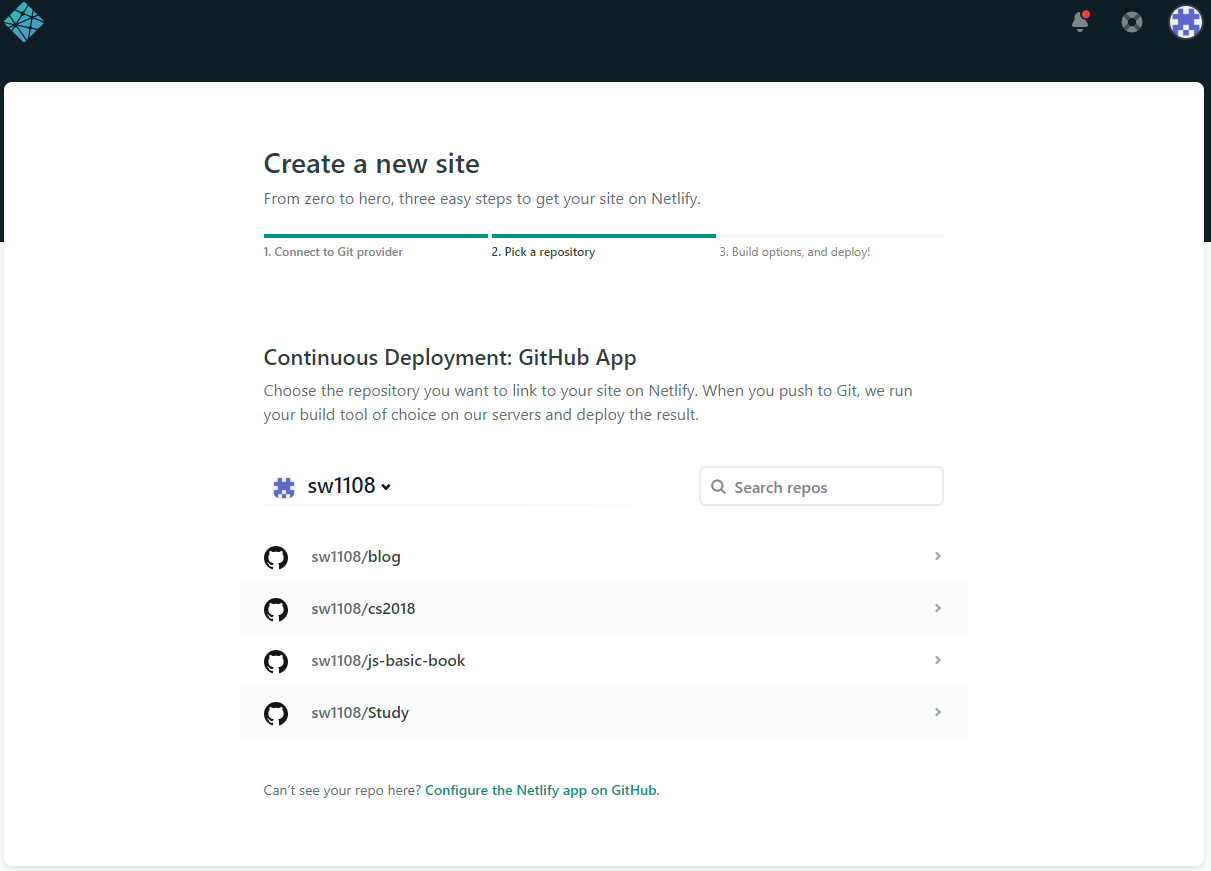 Create a new site
From zero to hero, three easy steps to get your site on Netlify.
1. Connect to Git provider
2. Pick a repository
3. Build options, and deploy!
Continuous Deployment: GitHub App
Choose the repository you want to link to your site on Netlify. When you push to Git, we run
your build tool of choice on our servers and deploy the result.
sw1108
Search repos
sw1108/blog
sw1108/cs2018
sw1108/js-basic-book
sw1108/Study
Can’t see your repo here? Configure the Netlify app on GitHub.